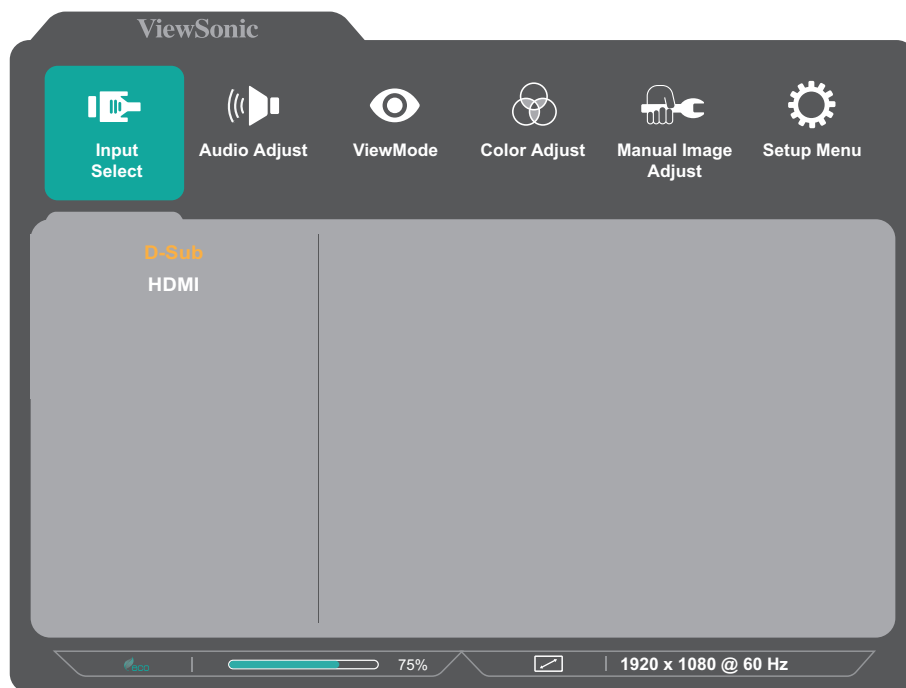 ViewSonic
Input
Select
Audio Adjust
ViewMode
Color Adjust
Manual Image
Adjust
Setup Menu
D-Sub
HDMI
eco
75%
1920 x 1080 @ 60 Hz